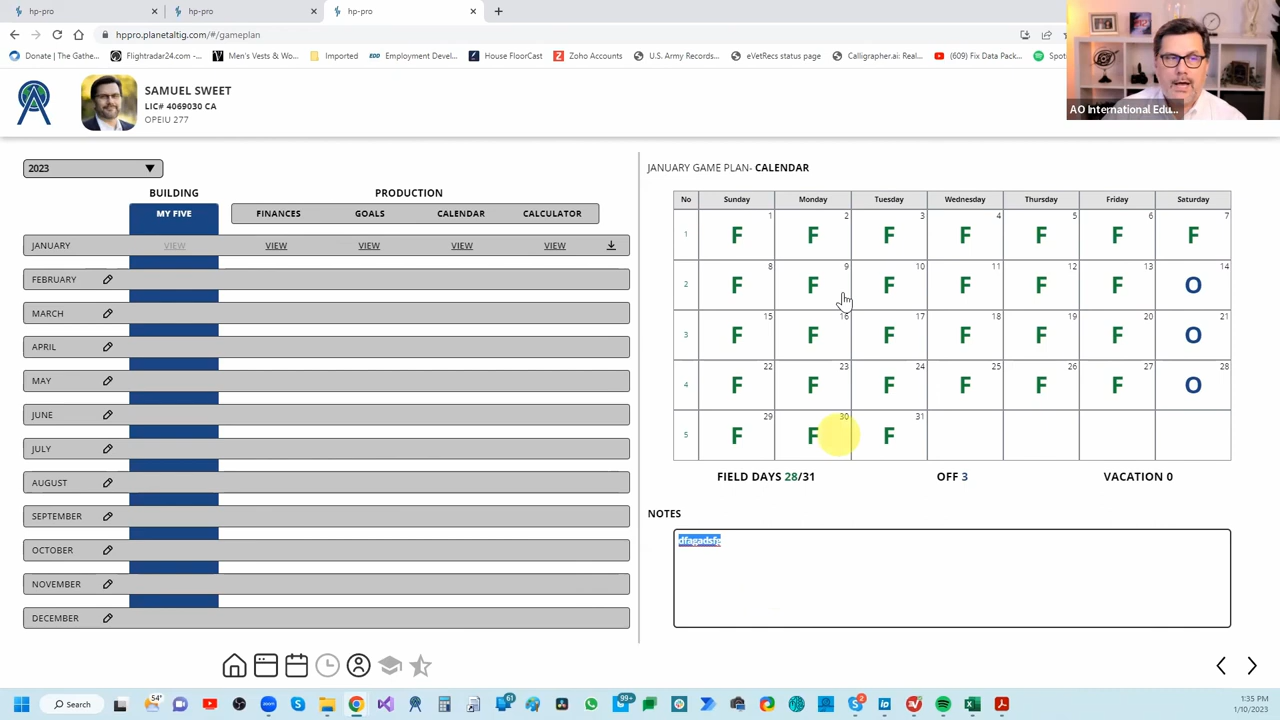 hp-pro
hp-pro
hp-pro
hppro.planetaltig.com/#/gameplan
Donate | The Gathe...
Flightradar24.com -...
Men's Vests & Wo...
Imported
EDD
Employment Devel...
House FloorCast
Zoho Accounts
U.S. Army Records...
eVetRecs status page
Calligrapher.ai: Real...
(609) Fix Data Pack...
Spot
AO International Edu...
SAMUEL SWEET
LIC# 4069030 CA
OPEIU 277
2023
BUILDING
PRODUCTION
MY FIVE
FINANCES
GOALS
CALENDAR
CALCULATOR
JANUARY
VIEW
VIEW
VIEW
VIEW
VIEW
FEBRUARY
MARCH
APRIL
MAY
JUNE
JULY
AUGUST
SEPTEMBER
OCTOBER
NOVEMBER
DECEMBER
JANUARY GAME PLAN- CALENDAR
No Sunday Monday Tuesday Wednesday Thursday Friday Saturday
1 2 3 4 5 6 7
1 F F F F F F F
8 9 10 11 12 13 14
2 F F F F F F O
15 16 17 18 19 20 21
3 F F F F F F O
22 23 24 25 26 27 28
4 F F F F F F O
29 30 31
5 F F F
FIELD DAYS 28/31
OFF 3
VACATION 0
NOTES
dfagadsfg
Search
54°
61
99+
2
1:35 PM
1/10/2023